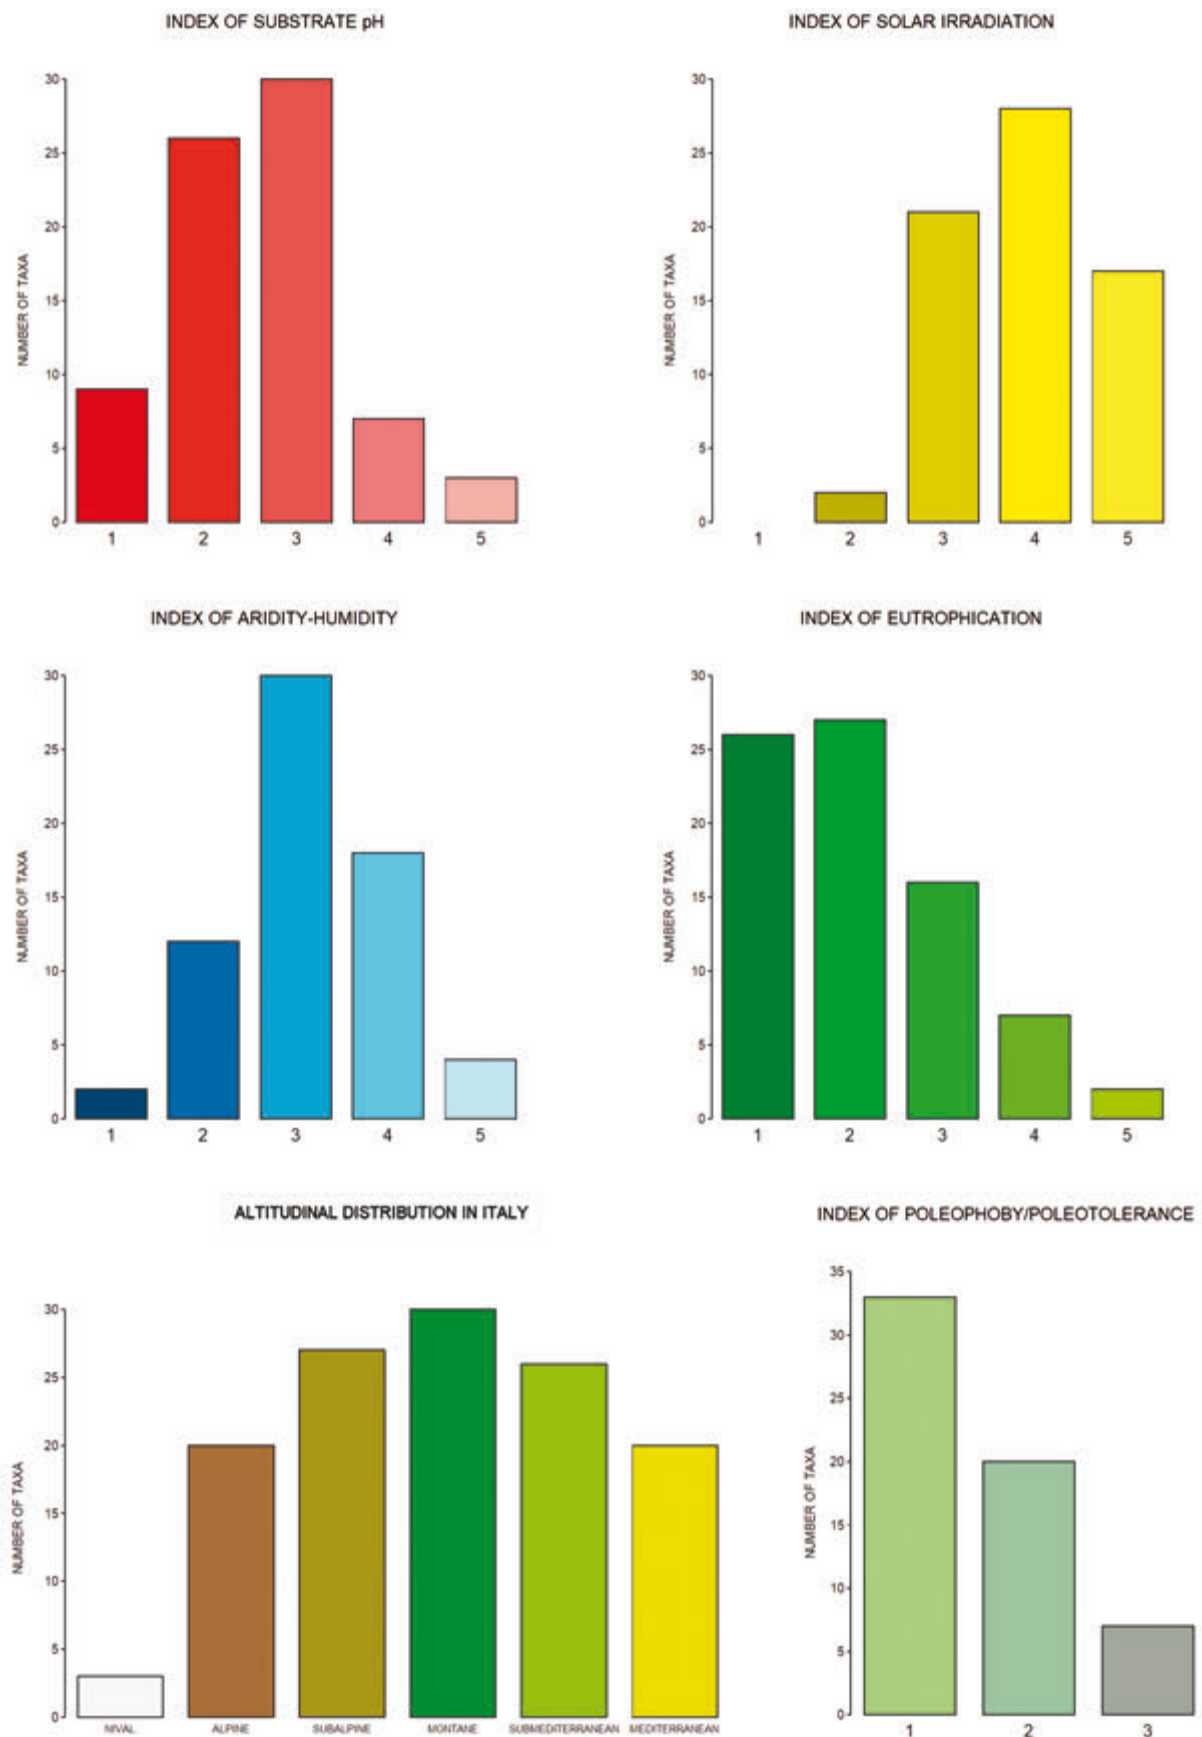 INDEX OF SUBSTRATE pH
30
25
20
15
10
5
0
NUMBER OF TAXA
1 2 3 4 5
INDEX OF SOLAR IRRADIATION
30
25
20
15
10
5
0
NUMBER OF TAXA
1 2 3 4 5
INDEX OF ARIDITY-HUMIDITY
30
25
20
15
10
5
0
NUMBER OF TAXA
1 2 3 4 5
INDEX OF EUTROPHICATION
30
25
20
15
10
5
0
NUMBER OF TAXA
1 2 3 4 5
ALTITUDINAL DISTRIBUTION IN ITALY
30
25
20
15
10
5
0
NUMBER OF TAXA
NIVAL ALPINE SUBALPINE MONTANE SUBMEDITERRANEAN MEDITERRANEAN
INDEX OF POLEOPHOBY/POLEOTOLERANCE
35
30
25
20
15
10
5
0
NUMBER OF TAXA
1 2 3